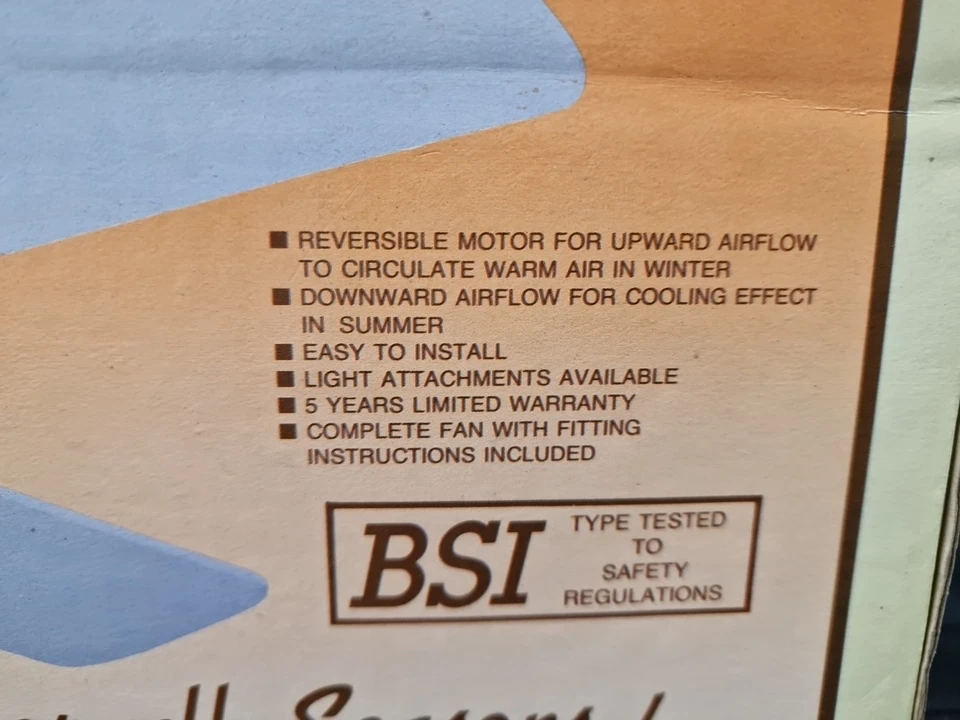 ■ REVERSIBLE MOTOR FOR UPWARD AIRFLOW
TO CIRCULATE WARM AIR IN WINTER
■ DOWNWARD AIRFLOW FOR COOLING EFFECT
IN SUMMER
■ EASY TO INSTALL
■ LIGHT ATTACHMENTS AVAILABLE
■ 5 YEARS LIMITED WARRANTY
■ COMPLETE FAN WITH FITTING
INSTRUCTIONS INCLUDED
BSI
TYPE TESTED
TO
SAFETY
REGULATIONS
Seasons!